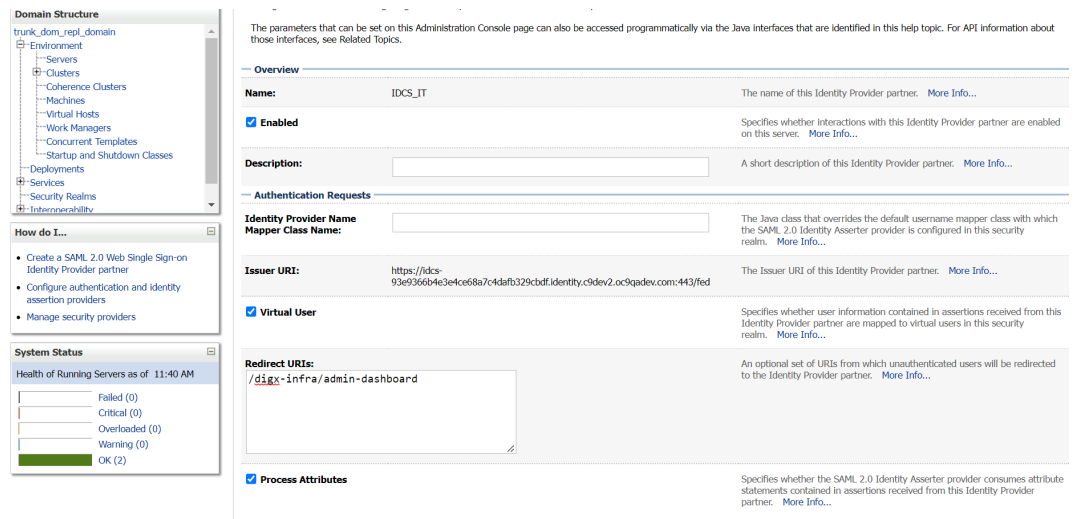 Domain Structure
trunk_dom_repl_domain
Environment
Servers
Clusters
Coherence Clusters
Machines
Virtual Hosts
Work Managers
Concurrent Templates
Startup and Shutdown Classes
Deployments
Services
Security Realms
Interoperability
How do I...
Create a SAML 2.0 Web Single Sign-on
Identity Provider partner
Configure authentication and identity
assertion providers
Manage security providers
System Status
Health of Running Servers as of 11:40 AM
Failed (0)
Critical (0)
Overloaded (0)
Warning (0)
OK (2)
The parameters that can be set on this Administration Console page can also be accessed programmatically via the Java interfaces that are identified in this help topic. For API information about
those interfaces, see Related Topics.
Overview
Name: IDCS_IT The name of this Identity Provider partner. More Info...
Enabled Specifies whether interactions with this Identity Provider partner are enabled
on this server. More Info...
Description: A short description of this Identity Provider partner. More Info...
Authentication Requests
Identity Provider Name The Java class that overrides the default username mapper class with which
Mapper Class Name: the SAML 2.0 Identity Asserter provider is configured in this security
realm. More Info...
Issuer URI: https://idcs- The Issuer URI of this Identity Provider partner. More Info...
93e9366b4e3e4ce68a7c4dafb329cbdf.identity.c9dev2.oc9qadev.com:443/fed
Virtual User Specifies whether user information contained in assertions received from this
Identity Provider partner are mapped to virtual users in this security
realm. More Info...
Redirect URIs: An optional set of URIs from which unauthenticated users will be redirected
to the Identity Provider partner. More Info...
/digx-infra/admin-dashboard
Process Attributes Specifies whether the SAML 2.0 Identity Asserter provider consumes attribute
statements contained in assertions received from this Identity Provider
partner. More Info...